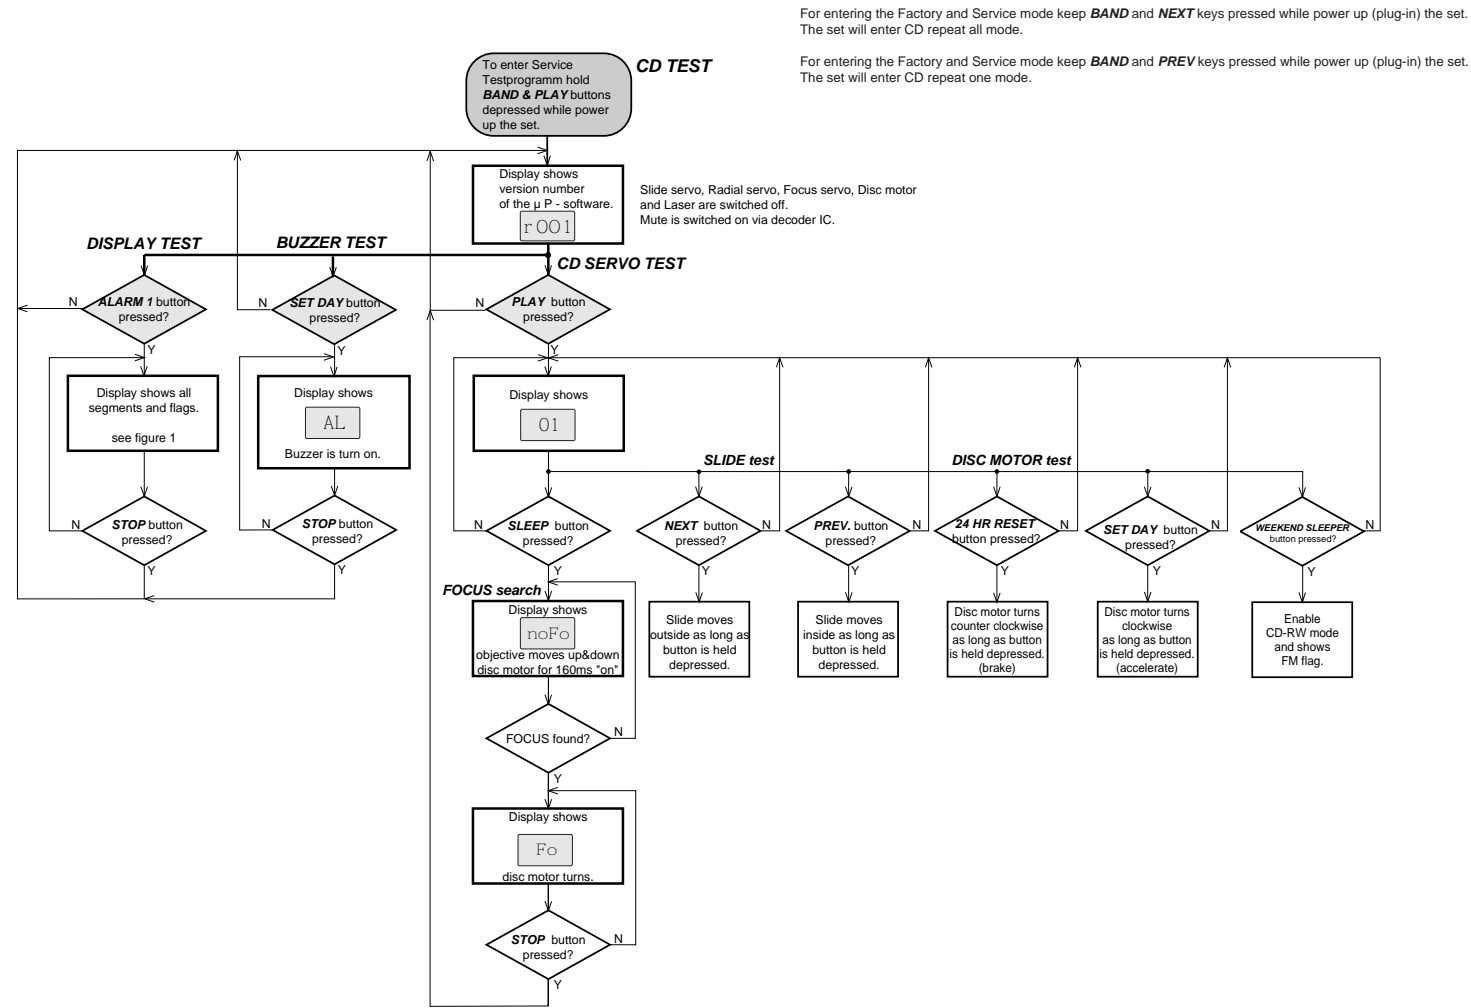 For entering the Factory and Service mode keep BAND and NEXT keys pressed while power up (plug-in) the set.
The set will enter CD repeat all mode.
For entering the Factory and Service mode keep BAND and PREV keys pressed while power up (plug-in) the set.
The set will enter CD repeat one mode.
CD TEST
To enter Service
Testprogramm hold
BAND & PLAY buttons
depressed while power
up the set.
Display shows
version number
of the µ P - software.
r001
Slide servo, Radial servo, Focus servo, Disc motor
and Laser are switched off.
Mute is switched on via decoder IC.
DISPLAY TEST
BUZZER TEST
CD SERVO TEST
N
ALARM 1 button
pressed?
Y
N
SET DAY button
pressed?
Y
N
PLAY button
pressed?
Y
Display shows all
segments and flags.
see figure 1
Display shows
AL
Buzzer is turn on.
Display shows
01
SLIDE test
DISC MOTOR test
N
STOP button
pressed?
Y
N
STOP button
pressed?
Y
N
SLEEP button
pressed?
Y
NEXT button
pressed?
N
Y
PREV. button
pressed?
N
Y
24 HR RESET
button pressed?
N
Y
SET DAY button
pressed?
N
Y
WEEKEND SLEEPER
button pressed?
N
Y
FOCUS search
Display shows
noFo
objective moves up&down
disc motor for 160ms "on"
Slide moves
outside as long as
button is held
depressed.
Slide moves
inside as long as
button is held
depressed.
Disc motor turns
counter clockwise
as long as button
is held depressed.
(brake)
Disc motor turns
clockwise
as long as button
is held depressed.
(accelerate)
Enable
CD-RW mode
and shows
FM flag.
FOCUS found?
N
Y
Display shows
Fo
disc motor turns.
STOP button
pressed?
N
Y